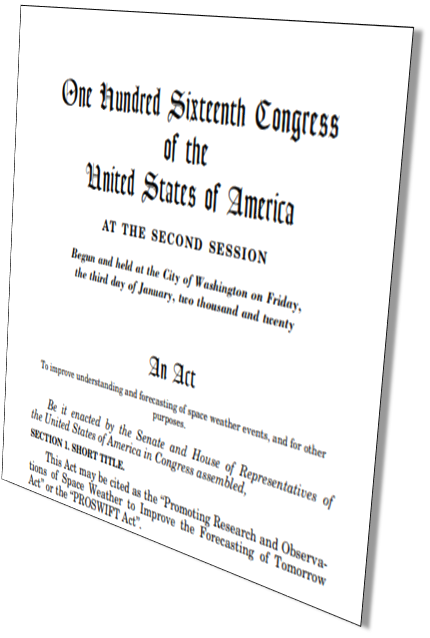 One Hundred Sixteenth Congress
of the
United States of America
AT THE SECOND SESSION
Begun and held at the City of Washington on Friday,
the third day of January, two thousand and twenty
An Act
To improve understanding and forecasting of space weather events, and for other
purposes.
Be it enacted by the Senate and House of Representatives of
the United States of America in Congress assembled,
SECTION 1. SHORT TITLE.
This Act may be cited as the “Promoting Research and Observa-
tions of Space Weather to Improve the Forecasting of Tomorrow
Act” or the “PROSWIFT Act”.